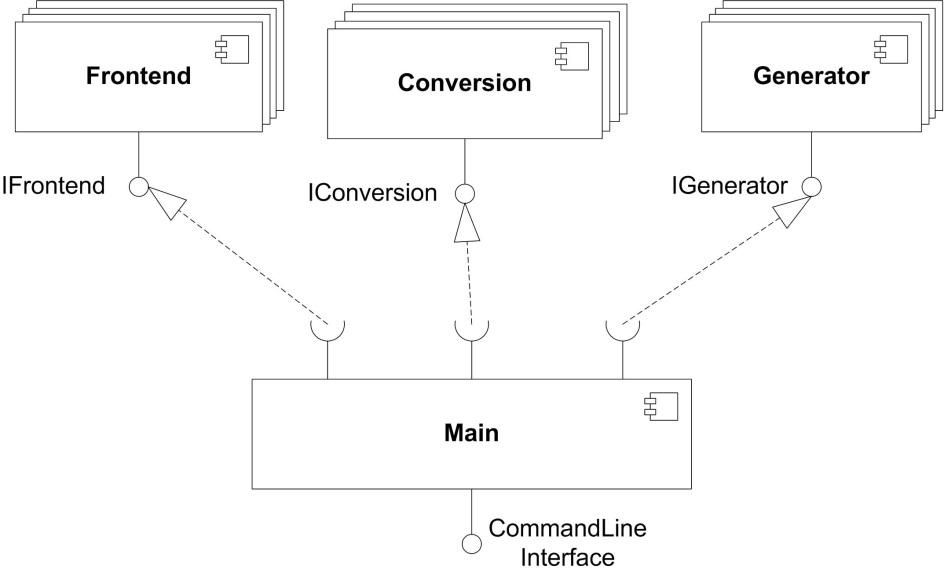 Frontend
Conversion
Generator
IFrontend
IConversion
IGenerator
Main
CommandLine
Interface